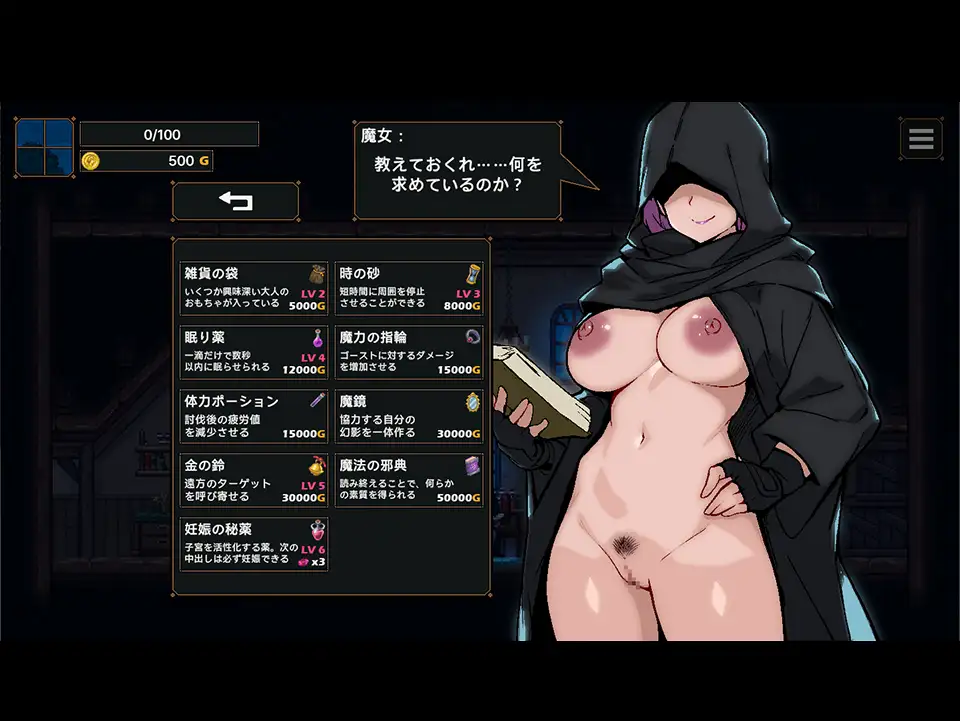 0/100
500 G
魔女：
教えておくれ……何を
求めているのか？
雑貨の袋
いくつか興味深い大人の
おもちゃが入っている
LV 2
5000G
時の砂
短時間に周囲を停止
させることができる
LV 3
8000G
眠り薬
一滴だけで数秒
以内に眠らせられる
LV 4
12000G
魔力の指輪
ゴーストに対するダメージ
を増加させる
15000G
体力ポーション
討伐後の疲労値
を減少させる
15000G
魔鏡
協力する自分の
幻影を一体作る
30000G
金の鈴
遠方のターゲット
を呼び寄せる
LV 5
30000G
魔法の邪典
読み終えることで、何らか
の素質を得られる
50000G
妊娠の秘薬
子宮を活性化する薬。次の
中出しは必ず妊娠できる
LV 6
x3